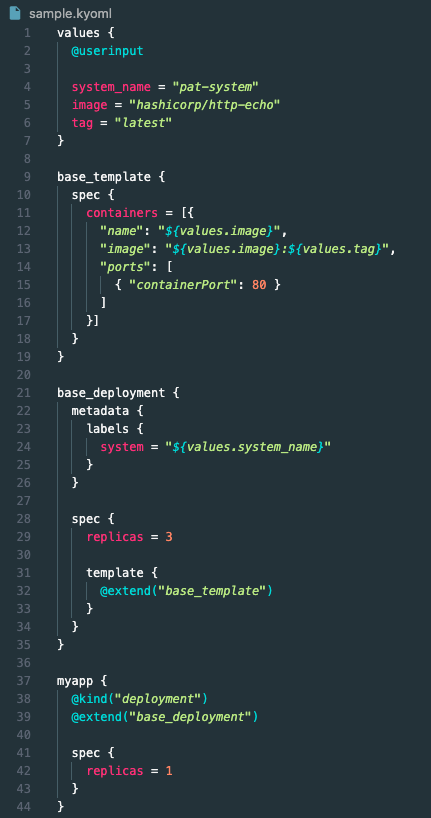 sample.kyoml
1 values {
2   @userinput
3
4   system_name = "pat-system"
5   image = "hashicorp/http-echo"
6   tag = "latest"
7 }
8
9 base_template {
10   spec {
11     containers = [{
12       "name": "${values.image}",
13       "image": "${values.image}:${values.tag}",
14       "ports": [
15         { "containerPort": 80 }
16       ]
17     }]
18   }
19 }
20
21 base_deployment {
22   metadata {
23     labels {
24       system = "${values.system_name}"
25     }
26   }
27
28   spec {
29     replicas = 3
30
31     template {
32       @extend("base_template")
33     }
34   }
35 }
36
37 myapp {
38   @kind("deployment")
39   @extend("base_deployment")
40
41   spec {
42     replicas = 1
43   }
44 }